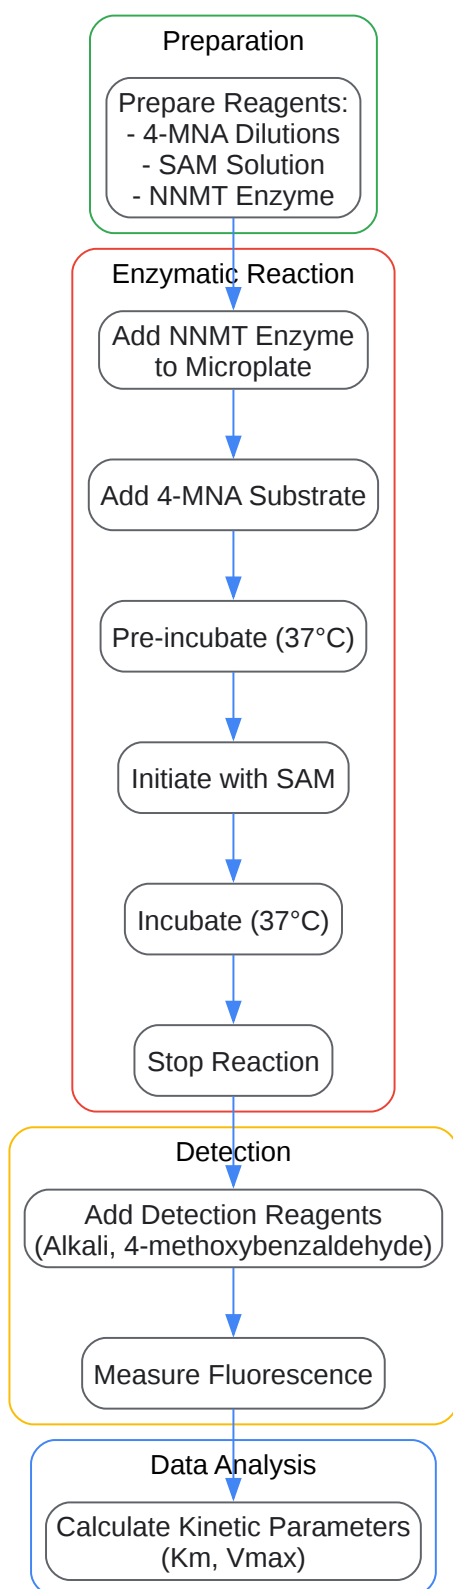 Preparation
Prepare Reagents:
- 4-MNA Dilutions
- SAM Solution
- NNMT Enzyme
Enzymatic Reaction
Add NNMT Enzyme
to Microplate
Add 4-MNA Substrate
Pre-incubate (37°C)
Initiate with SAM
Incubate (37°C)
Stop Reaction
Detection
Add Detection Reagents
(Alkali, 4-methoxybenzaldehyde)
Measure Fluorescence
Data Analysis
Calculate Kinetic Parameters
(Km, Vmax)